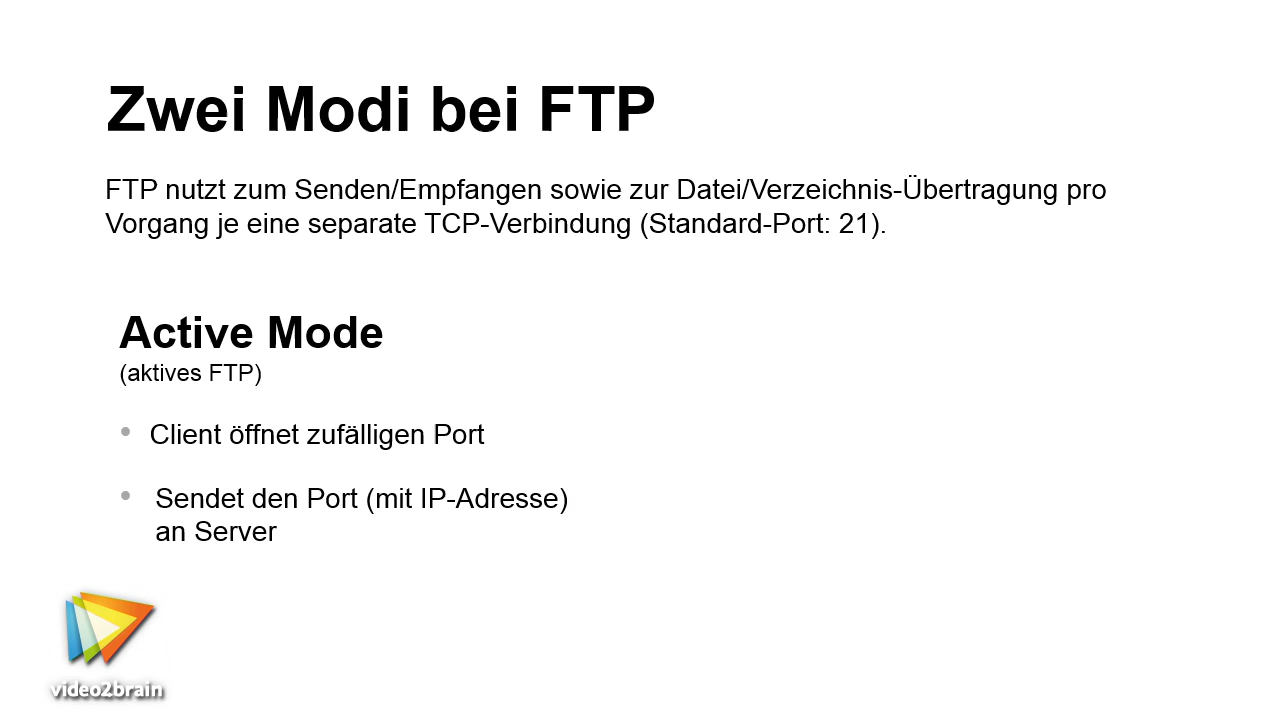 Zwei Modi bei FTP
FTP nutzt zum Senden/Empfangen sowie zur Datei/Verzeichnis-Übertragung pro
Vorgang je eine separate TCP-Verbindung (Standard-Port: 21).
Active Mode
(aktives FTP)
• Client öffnet zufälligen Port
• Sendet den Port (mit IP-Adresse)
an Server
video2brain